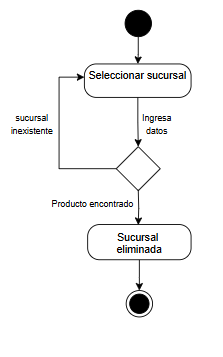 Seleccionar sucursal
sucursal
inexistente
Ingresa
datos
Producto encontrado
Sucursal
eliminada